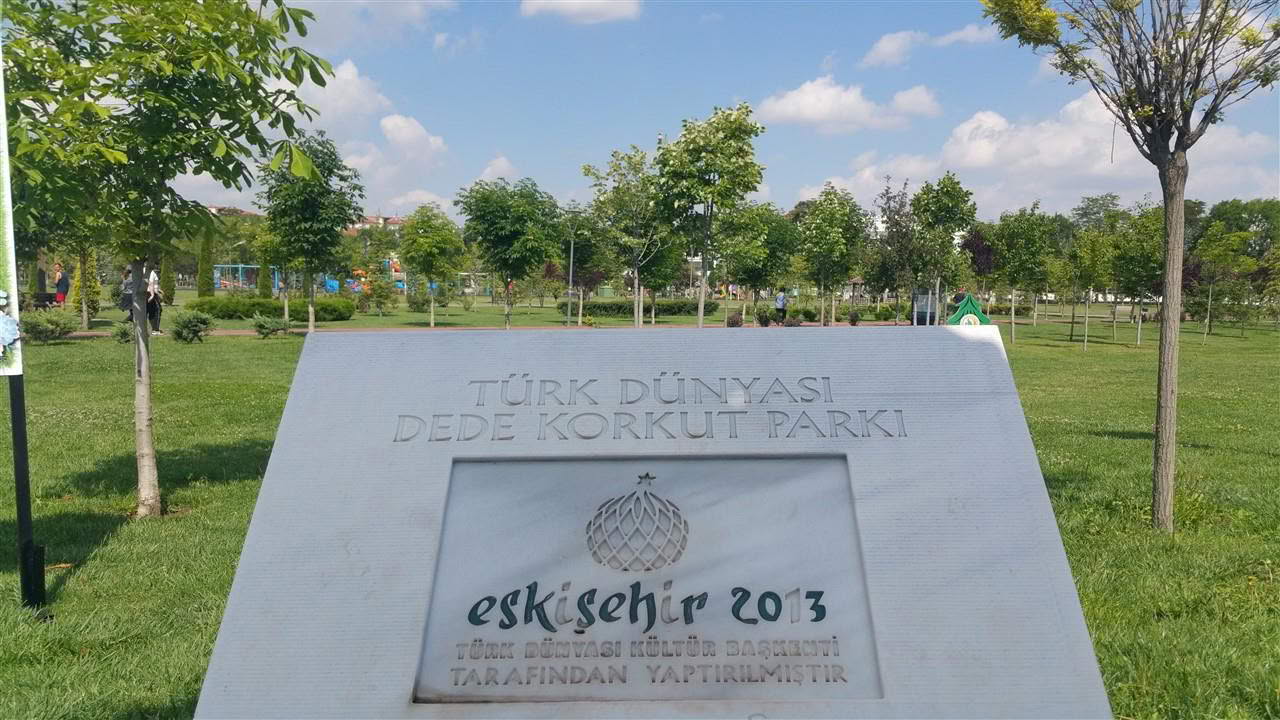 TÜRK DÜNYASI
DEDE KORKUT PARKI
eskişehir 2013
TÜRK DÜNYASI KÜLTÜR BAŞKENTİ
TARAFINDAN YAPTIRILMIŞTIR